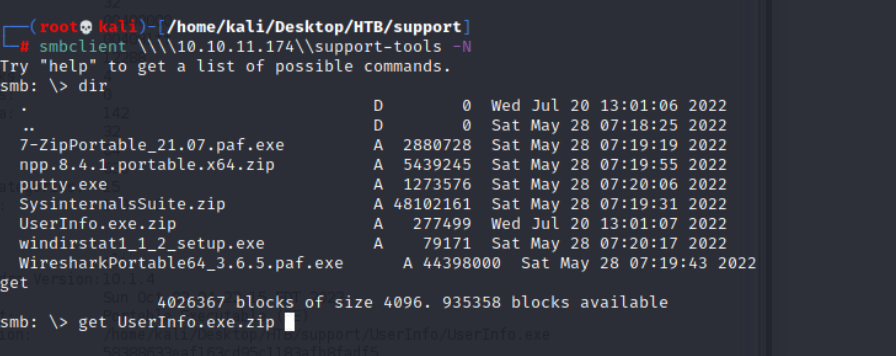 ┌──(root💀kali)-[/home/kali/Desktop/HTB/support]
└─# smbclient \\\\10.10.11.174\\support-tools -N
Try "help" to get a list of possible commands.
smb: \> dir
. D 0 Wed Jul 20 13:01:06 2022
.. D 0 Sat May 28 07:18:25 2022
7-ZipPortable_21.07.paf.exe A 2880728 Sat May 28 07:19:19 2022
npp.8.4.1.portable.x64.zip A 5439245 Sat May 28 07:19:55 2022
putty.exe A 1273576 Sat May 28 07:20:06 2022
SysinternalsSuite.zip A 48102161 Sat May 28 07:19:31 2022
UserInfo.exe.zip A 277499 Wed Jul 20 13:01:07 2022
windirstat1_1_2_setup.exe A 79171 Sat May 28 07:20:17 2022
WiresharkPortable64_3.6.5.paf.exe A 44398000 Sat May 28 07:19:43 2022
get
4026367 blocks of size 4096. 935358 blocks available
smb: \> get UserInfo.exe.zip